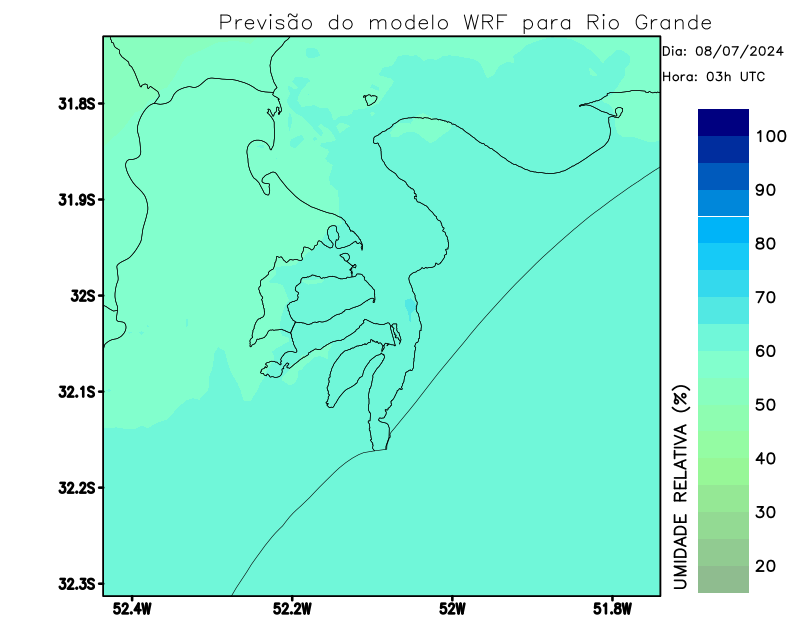 Previsão do modelo WRF para Rio Grande
Dia: 08/07/2024
Hora: 03h UTC
31.8S
31.9S
32S
32.1S
32.2S
32.3S
52.4W
52.2W
52W
51.8W
UMIDADE RELATIVA (%)
100
90
80
70
60
50
40
30
20